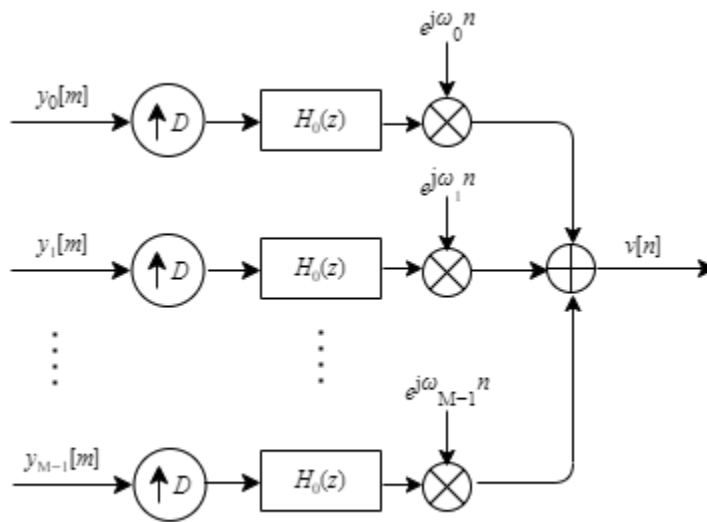 e^{jω_0 n}
y_0[m]
↑ D
H_0(z)
e^{jω_1 n}
y_1[m]
↑ D
H_0(z)
v[n]
e^{jω_{M−1} n}
y_{M−1}[m]
↑ D
H_0(z)